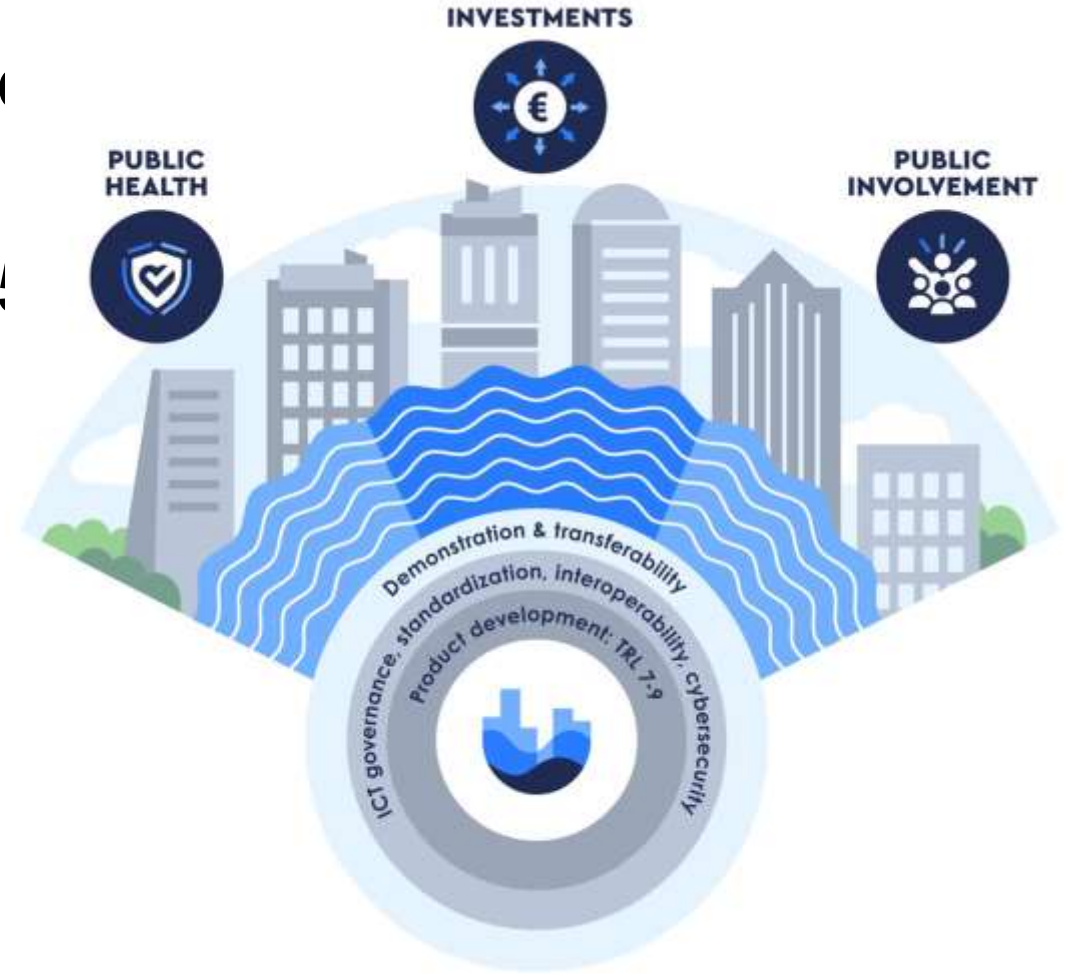 INVESTMENTS
PUBLIC
HEALTH
PUBLIC
INVOLVEMENT
€
Demonstration & transferability
ICT governance, standardization, interoperability, cybersecurity
Product development: TRL 7-9